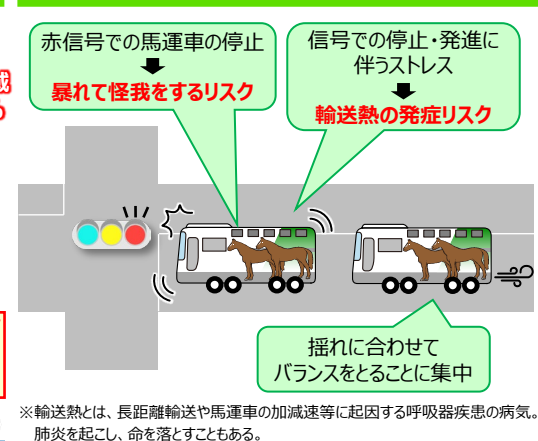 赤信号での馬運車の停止
暴れて怪我をするリスク
信号での停止・発進に
伴うストレス
輸送熱の発症リスク
揺れに合わせて
バランスをとることに集中
※輸送熱とは、長距離輸送や馬運車の加減速等に起因する呼吸器疾患の病気。
肺炎を起こし、命を落とすこともある。